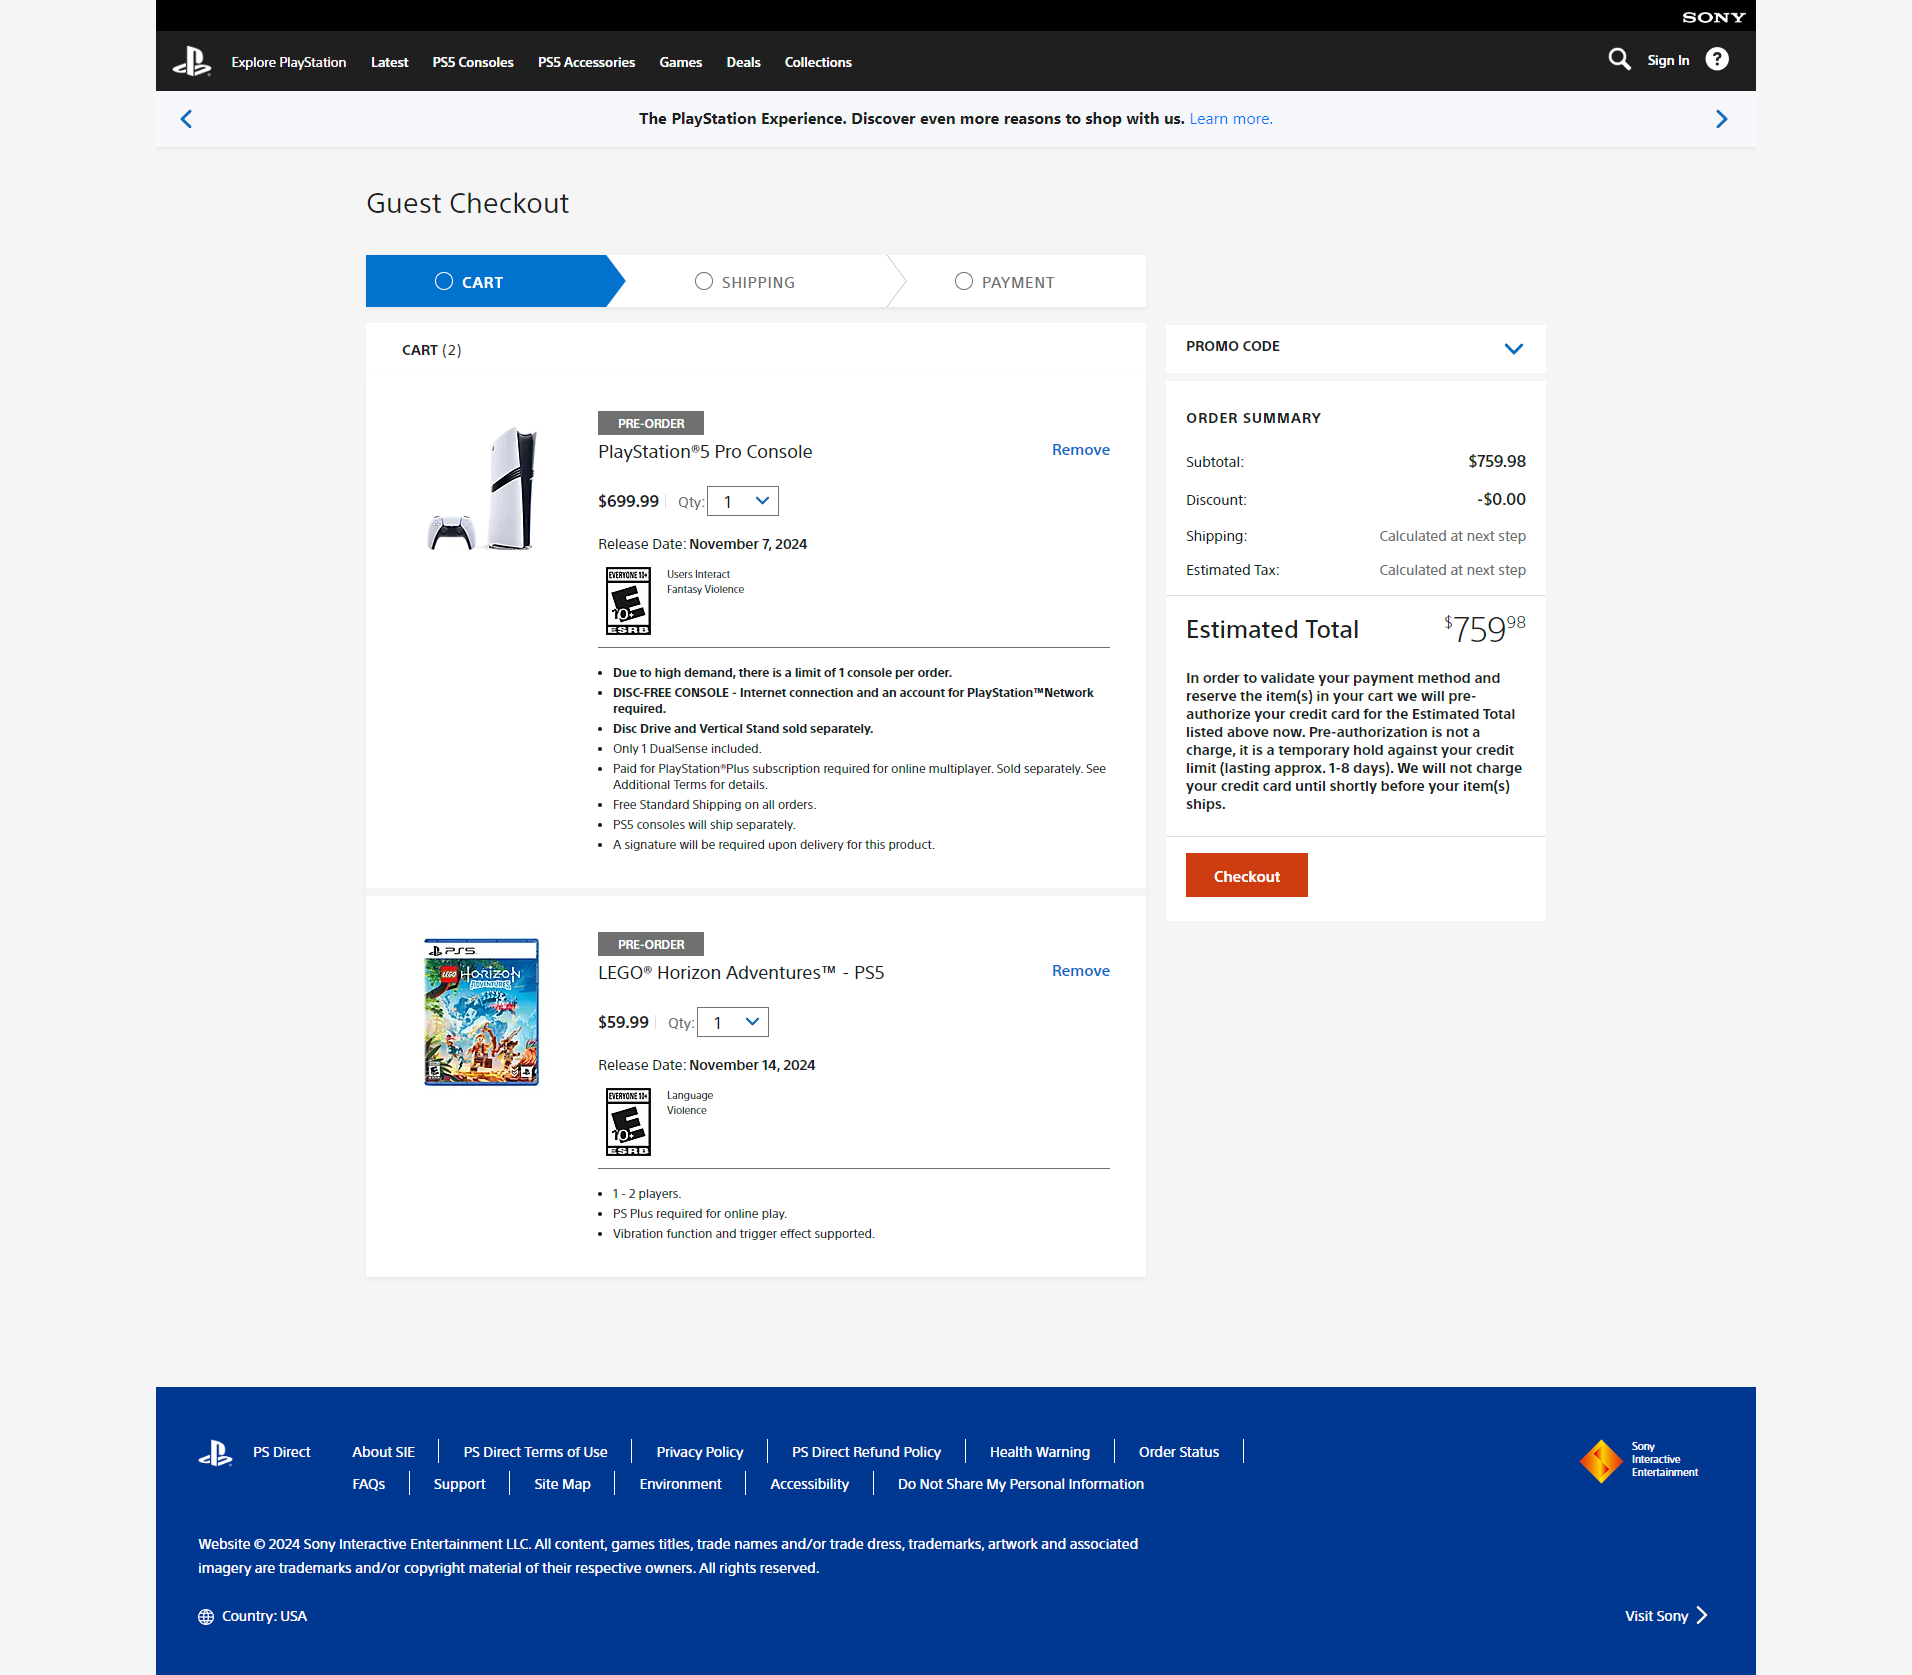 SONY
Explore PlayStation Latest PS5 Consoles PS5 Accessories Games Deals Collections Sign In ?
The PlayStation Experience. Discover even more reasons to shop with us. Learn more.
Guest Checkout
CART SHIPPING PAYMENT
CART (2)
PRE-ORDER
PlayStation®5 Pro Console Remove
$699.99 Qty: 1
Release Date: November 7, 2024
EVERYONE 10+
E
10+
ESRB
Users Interact
Fantasy Violence
• Due to high demand, there is a limit of 1 console per order.
• DISC-FREE CONSOLE - Internet connection and an account for PlayStation™Network
required.
• Disc Drive and Vertical Stand sold separately.
• Only 1 DualSense included.
• Paid for PlayStation®Plus subscription required for online multiplayer. Sold separately. See
Additional Terms for details.
• Free Standard Shipping on all orders.
• PS5 consoles will ship separately.
• A signature will be required upon delivery for this product.
PS5
LEGO HORIZON
ADVENTURES
PRE-ORDER
LEGO® Horizon Adventures™ - PS5 Remove
$59.99 Qty: 1
Release Date: November 14, 2024
EVERYONE 10+
E
10+
ESRB
Language
Violence
• 1 - 2 players.
• PS Plus required for online play.
• Vibration function and trigger effect supported.
PROMO CODE
ORDER SUMMARY
Subtotal: $759.98
Discount: -$0.00
Shipping: Calculated at next step
Estimated Tax: Calculated at next step
Estimated Total $759.98
In order to validate your payment method and
reserve the item(s) in your cart we will pre-
authorize your credit card for the Estimated Total
listed above now. Pre-authorization is not a
charge, it is a temporary hold against your credit
limit (lasting approx. 1-8 days). We will not charge
your credit card until shortly before your item(s)
ships.
Checkout
PS Direct About SIE PS Direct Terms of Use Privacy Policy PS Direct Refund Policy Health Warning Order Status
FAQs Support Site Map Environment Accessibility Do Not Share My Personal Information
Sony
Interactive
Entertainment
Website © 2024 Sony Interactive Entertainment LLC. All content, games titles, trade names and/or trade dress, trademarks, artwork and associated
imagery are trademarks and/or copyright material of their respective owners. All rights reserved.
Country: USA
Visit Sony